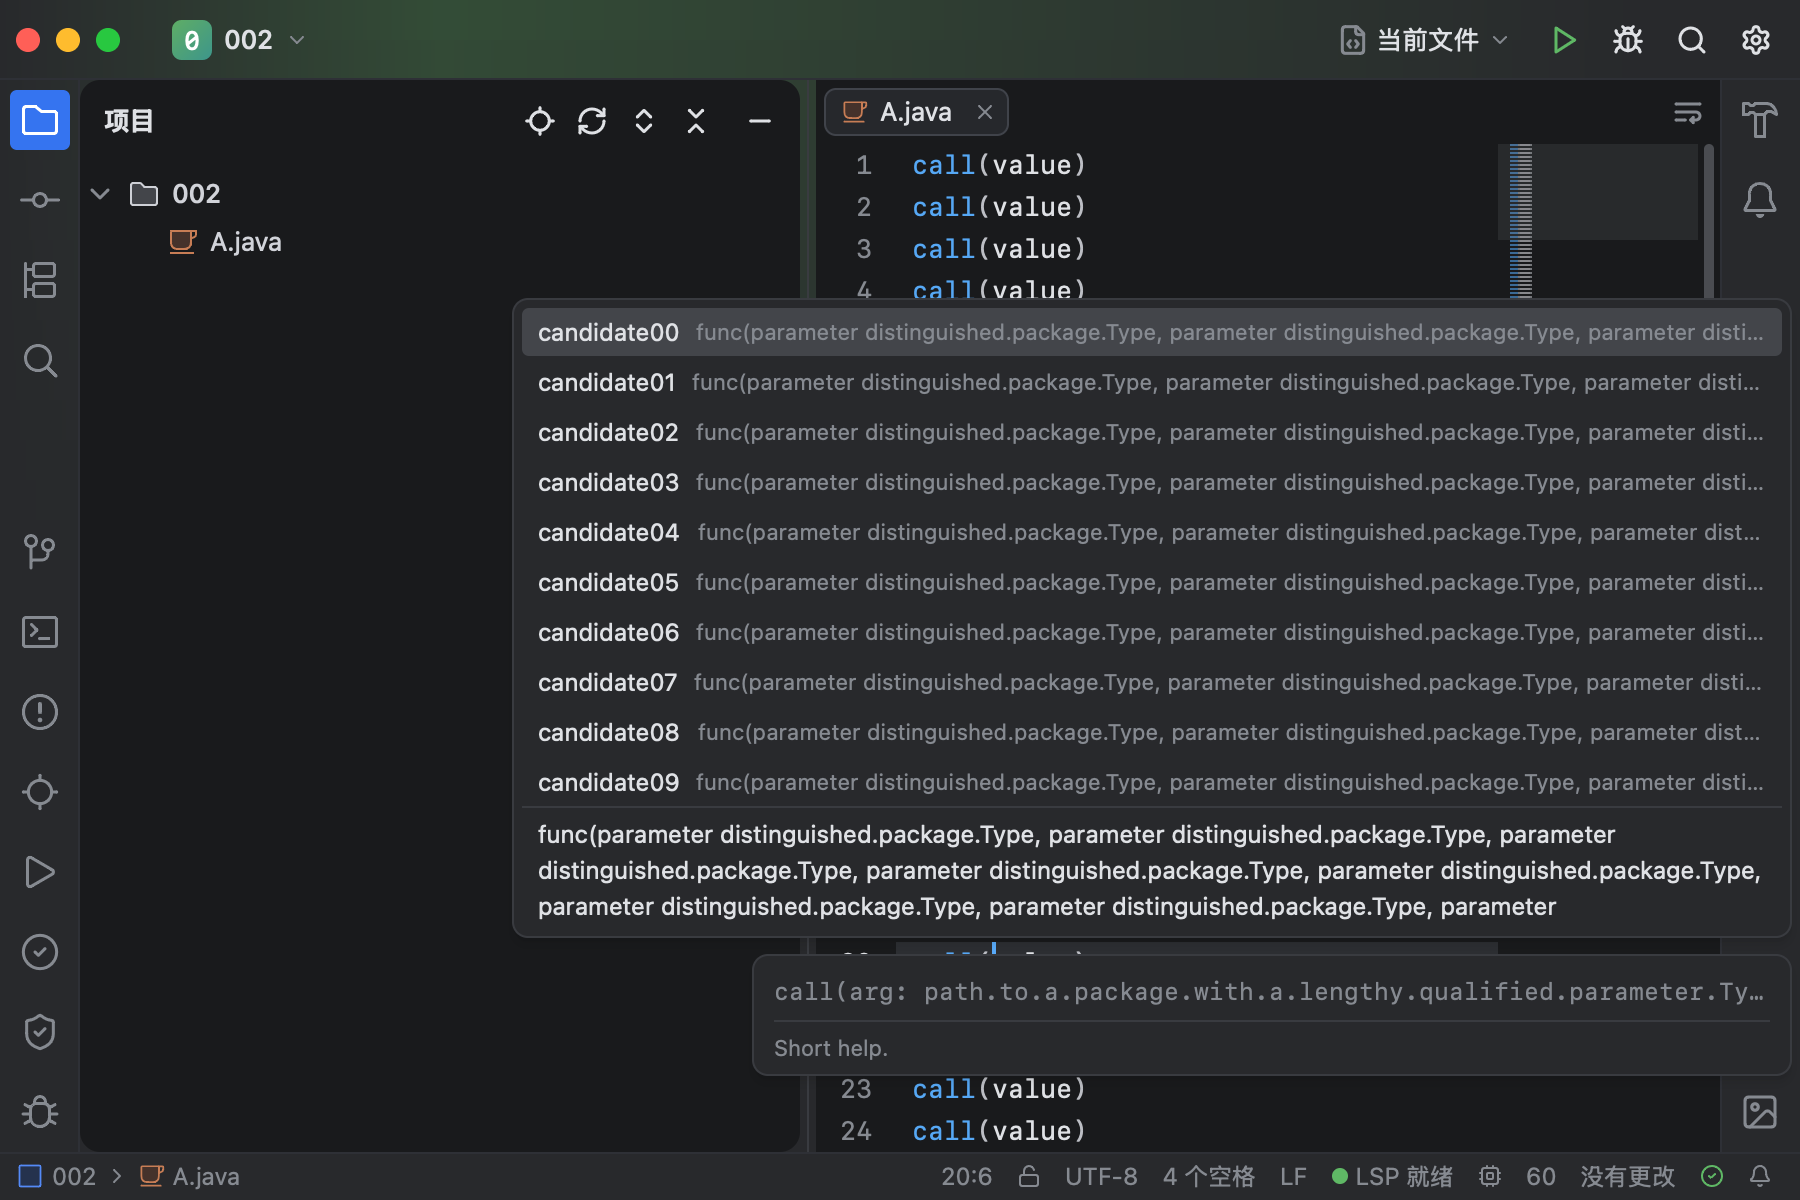 0 002 当前文件
项目
002
A.java
A.java
1 call(value)
2 call(value)
3 call(value)
4 call(value)
candidate00 func(parameter distinguished.package.Type, parameter distinguished.package.Type, parameter disti...
candidate01 func(parameter distinguished.package.Type, parameter distinguished.package.Type, parameter disti...
candidate02 func(parameter distinguished.package.Type, parameter distinguished.package.Type, parameter disti...
candidate03 func(parameter distinguished.package.Type, parameter distinguished.package.Type, parameter disti...
candidate04 func(parameter distinguished.package.Type, parameter distinguished.package.Type, parameter dist...
candidate05 func(parameter distinguished.package.Type, parameter distinguished.package.Type, parameter disti...
candidate06 func(parameter distinguished.package.Type, parameter distinguished.package.Type, parameter disti...
candidate07 func(parameter distinguished.package.Type, parameter distinguished.package.Type, parameter disti...
candidate08 func(parameter distinguished.package.Type, parameter distinguished.package.Type, parameter dist...
candidate09 func(parameter distinguished.package.Type, parameter distinguished.package.Type, parameter disti...
func(parameter distinguished.package.Type, parameter distinguished.package.Type, parameter
distinguished.package.Type, parameter distinguished.package.Type, parameter distinguished.package.Type,
parameter distinguished.package.Type, parameter distinguished.package.Type, parameter
call(arg: path.to.a.package.with.a.lengthy.qualified.parameter.Ty…
Short help.
23 call(value)
24 call(value)
002 A.java 20:6 UTF-8 4 个空格 LF LSP 就绪 60 没有更改